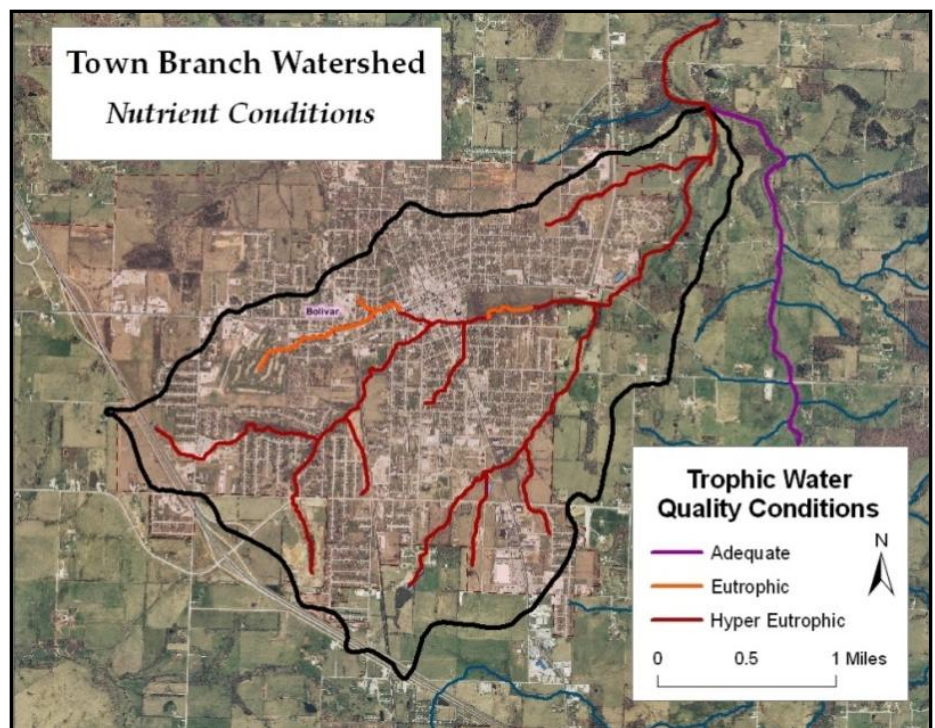 Town Branch Watershed
Nutrient Conditions
Bolivar
Trophic Water
Quality Conditions
N
Adequate
Eutrophic
Hyper Eutrophic
0 0.5 1 Miles